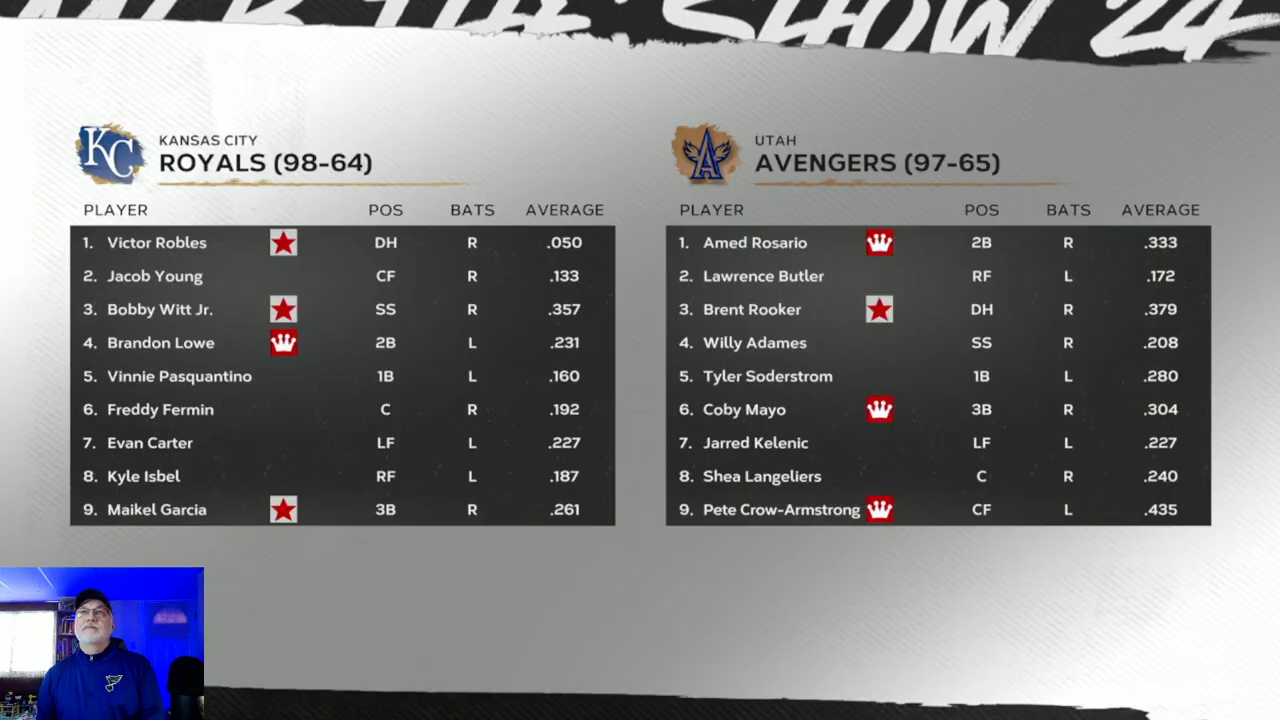 MLB THE SHOW 24
KANSAS CITY
ROYALS (98-64)
PLAYER POS BATS AVERAGE
1. Victor Robles DH R .050
2. Jacob Young CF R .133
3. Bobby Witt Jr. SS R .357
4. Brandon Lowe 2B L .231
5. Vinnie Pasquantino 1B L .160
6. Freddy Fermin C R .192
7. Evan Carter LF L .227
8. Kyle Isbel RF L .187
9. Maikel Garcia 3B R .261
UTAH
AVENGERS (97-65)
PLAYER POS BATS AVERAGE
1. Amed Rosario 2B R .333
2. Lawrence Butler RF L .172
3. Brent Rooker DH R .379
4. Willy Adames SS R .208
5. Tyler Soderstrom 1B L .280
6. Coby Mayo 3B R .304
7. Jarred Kelenic LF L .227
8. Shea Langeliers C R .240
9. Pete Crow-Armstrong CF L .435
KC
A